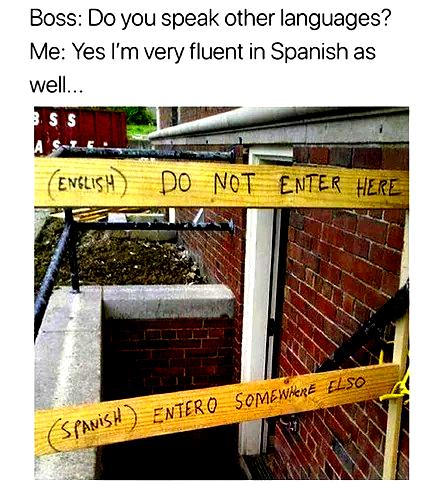 Boss: Do you speak other languages?
Me: Yes I'm very fluent in Spanish as
well...
SS
(ENGLISH) DO NOT ENTER HERE
(SPANISH) ENTERO SOMEWHERE ELSO